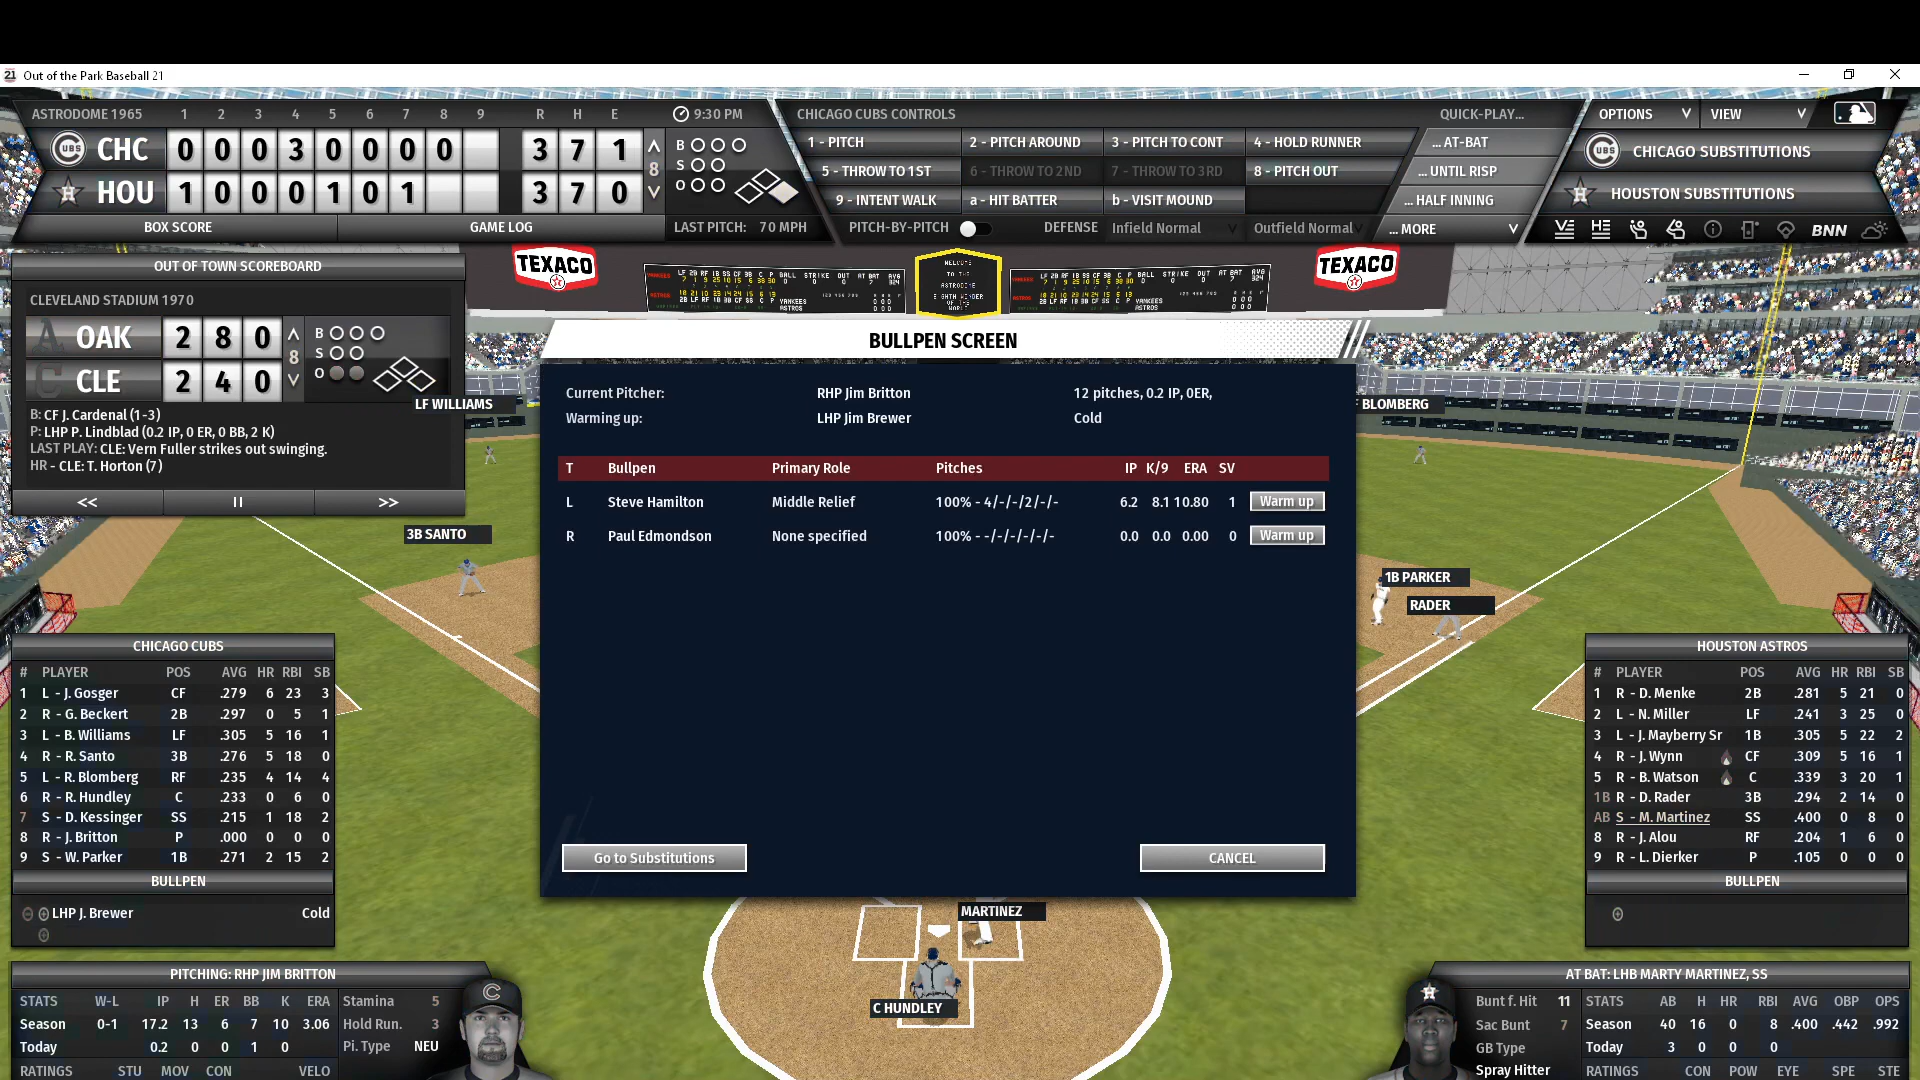 21 Out of the Park Baseball 21
ASTRODOME 1965 1 2 3 4 5 6 7 8 9 R H E 9:30 PM
CHC 0 0 0 3 0 0 0 0 3 7 1
HOU 1 0 0 0 1 0 1 3 7 0
8
B
S
O
BOX SCORE GAME LOG LAST PITCH: 70 MPH
CHICAGO CUBS CONTROLS QUICK-PLAY...
1 - PITCH 2 - PITCH AROUND 3 - PITCH TO CONT 4 - HOLD RUNNER ... AT-BAT
5 - THROW TO 1ST 6 - THROW TO 2ND 7 - THROW TO 3RD 8 - PITCH OUT ... UNTIL RISP
9 - INTENT WALK a - HIT BATTER b - VISIT MOUND ... HALF INNING
PITCH-BY-PITCH DEFENSE Infield Normal Outfield Normal ... MORE
OPTIONS VIEW
CHICAGO SUBSTITUTIONS
HOUSTON SUBSTITUTIONS
BNN
TEXACO
TEXACO
OUT OF TOWN SCOREBOARD
CLEVELAND STADIUM 1970
OAK 2 8 0
CLE 2 4 0
8
B
S
O
B: CF J. Cardenal (1-3)
P: LHP P. Lindblad (0.2 IP, 0 ER, 0 BB, 2 K)
LAST PLAY: CLE: Vern Fuller strikes out swinging.
HR - CLE: T. Horton (7)
<< II >>
LF WILLIAMS
BLOMBERG
3B SANTO
1B PARKER
RADER
BULLPEN SCREEN
Current Pitcher: RHP Jim Britton 12 pitches, 0.2 IP, 0ER,
Warming up: LHP Jim Brewer Cold
T Bullpen Primary Role Pitches IP K/9 ERA SV
L Steve Hamilton Middle Relief 100% - 4/-/-/2/-/- 6.2 8.1 10.80 1 Warm up
R Paul Edmondson None specified 100% - -/-/-/-/-/- 0.0 0.0 0.00 0 Warm up
Go to Substitutions CANCEL
CHICAGO CUBS
# PLAYER POS AVG HR RBI SB
1 L - J. Gosger CF .279 6 23 3
2 R - G. Beckert 2B .297 0 5 1
3 L - B. Williams LF .305 5 16 1
4 R - R. Santo 3B .276 5 18 0
5 L - R. Blomberg RF .235 4 14 4
6 R - R. Hundley C .233 0 6 0
7 S - D. Kessinger SS .215 1 18 2
8 R - J. Britton P .000 0 0 0
9 S - W. Parker 1B .271 2 15 2
BULLPEN
LHP J. Brewer Cold
HOUSTON ASTROS
# PLAYER POS AVG HR RBI SB
1 R - D. Menke 2B .281 5 21 0
2 L - N. Miller LF .241 3 25 0
3 L - J. Mayberry Sr 1B .305 5 22 2
4 R - J. Wynn CF .309 5 16 1
5 R - B. Watson C .339 3 20 1
1B R - D. Rader 3B .294 2 14 0
AB S - M. Martinez SS .400 0 8 0
8 R - J. Alou RF .204 1 6 0
9 R - L. Dierker P .105 0 0 0
BULLPEN
MARTINEZ
C HUNDLEY
PITCHING: RHP JIM BRITTON
STATS W-L IP H ER BB K ERA Stamina 5
Season 0-1 17.2 13 6 7 10 3.06 Hold Run. 3
Today 0.2 0 0 1 0 Pi. Type NEU
RATINGS STU MOV CON VELO
AT BAT: LHB MARTY MARTINEZ, SS
Bunt f. Hit 11 STATS AB H HR RBI AVG OBP OPS
Sac Bunt 7 Season 40 16 0 8 .400 .442 .992
GB Type Today 3 0 0 0
Spray Hitter RATINGS CON POW EYE SPE STE